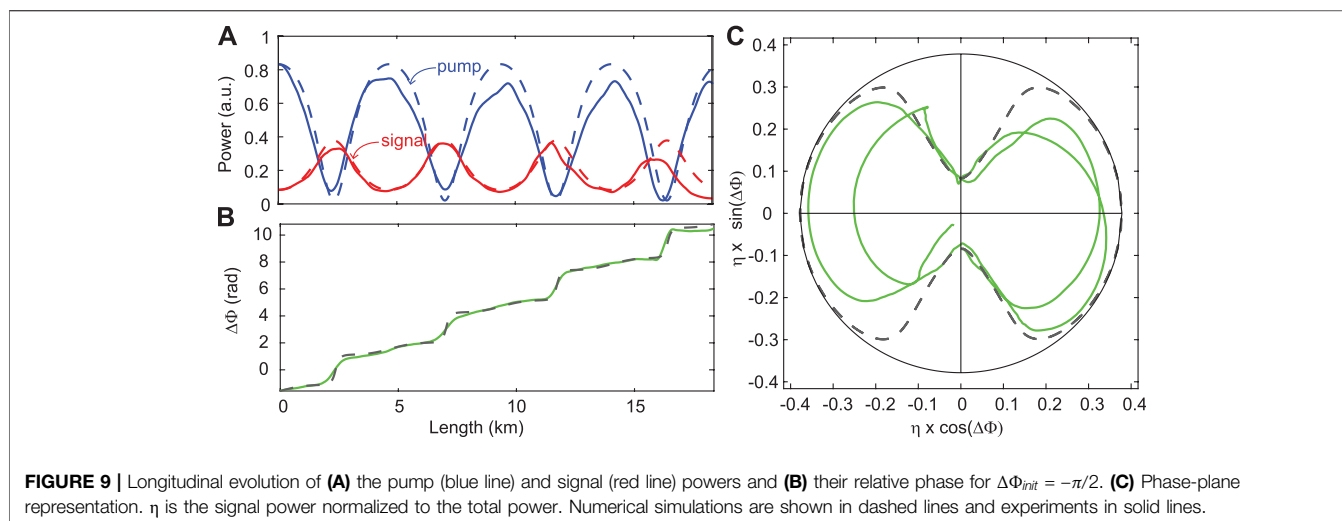 A
1
0.8
0.6
0.4
0.2
0
Power (a.u.)
pump
signal
B
10
8
6
4
2
0
ΔΦ (rad)
0 5 10 15
Length (km)
C
0.4
0.3
0.2
0.1
0
-0.1
-0.2
-0.3
-0.4
η x sin(ΔΦ)
-0.4 -0.3 -0.2 -0.1 0 0.1 0.2 0.3 0.4
η x cos(ΔΦ)
FIGURE 9 | Longitudinal evolution of (A) the pump (blue line) and signal (red line) powers and (B) their relative phase for ΔΦinit = −π/2. (C) Phase-plane
representation. η is the signal power normalized to the total power. Numerical simulations are shown in dashed lines and experiments in solid lines.